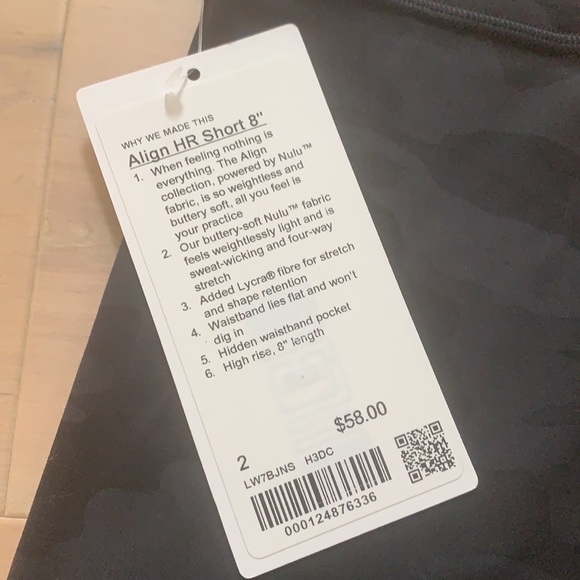 WHY WE MADE THIS
Align HR Short 8"
1. When feeling nothing is
everything. The Align
collection, powered by Nulu™
fabric, is so weightless and
buttery soft, all you feel is
your practice
2. Our buttery-soft Nulu™ fabric
feels weightlessly light and is
sweat-wicking and four-way
stretch
3. Added Lycra® fibre for stretch
and shape retention
4. Waistband lies flat and won't
dig in
5. Hidden waistband pocket
6. High rise, 8" length
$58.00
2
LW7BJNS H3DC
000124876336